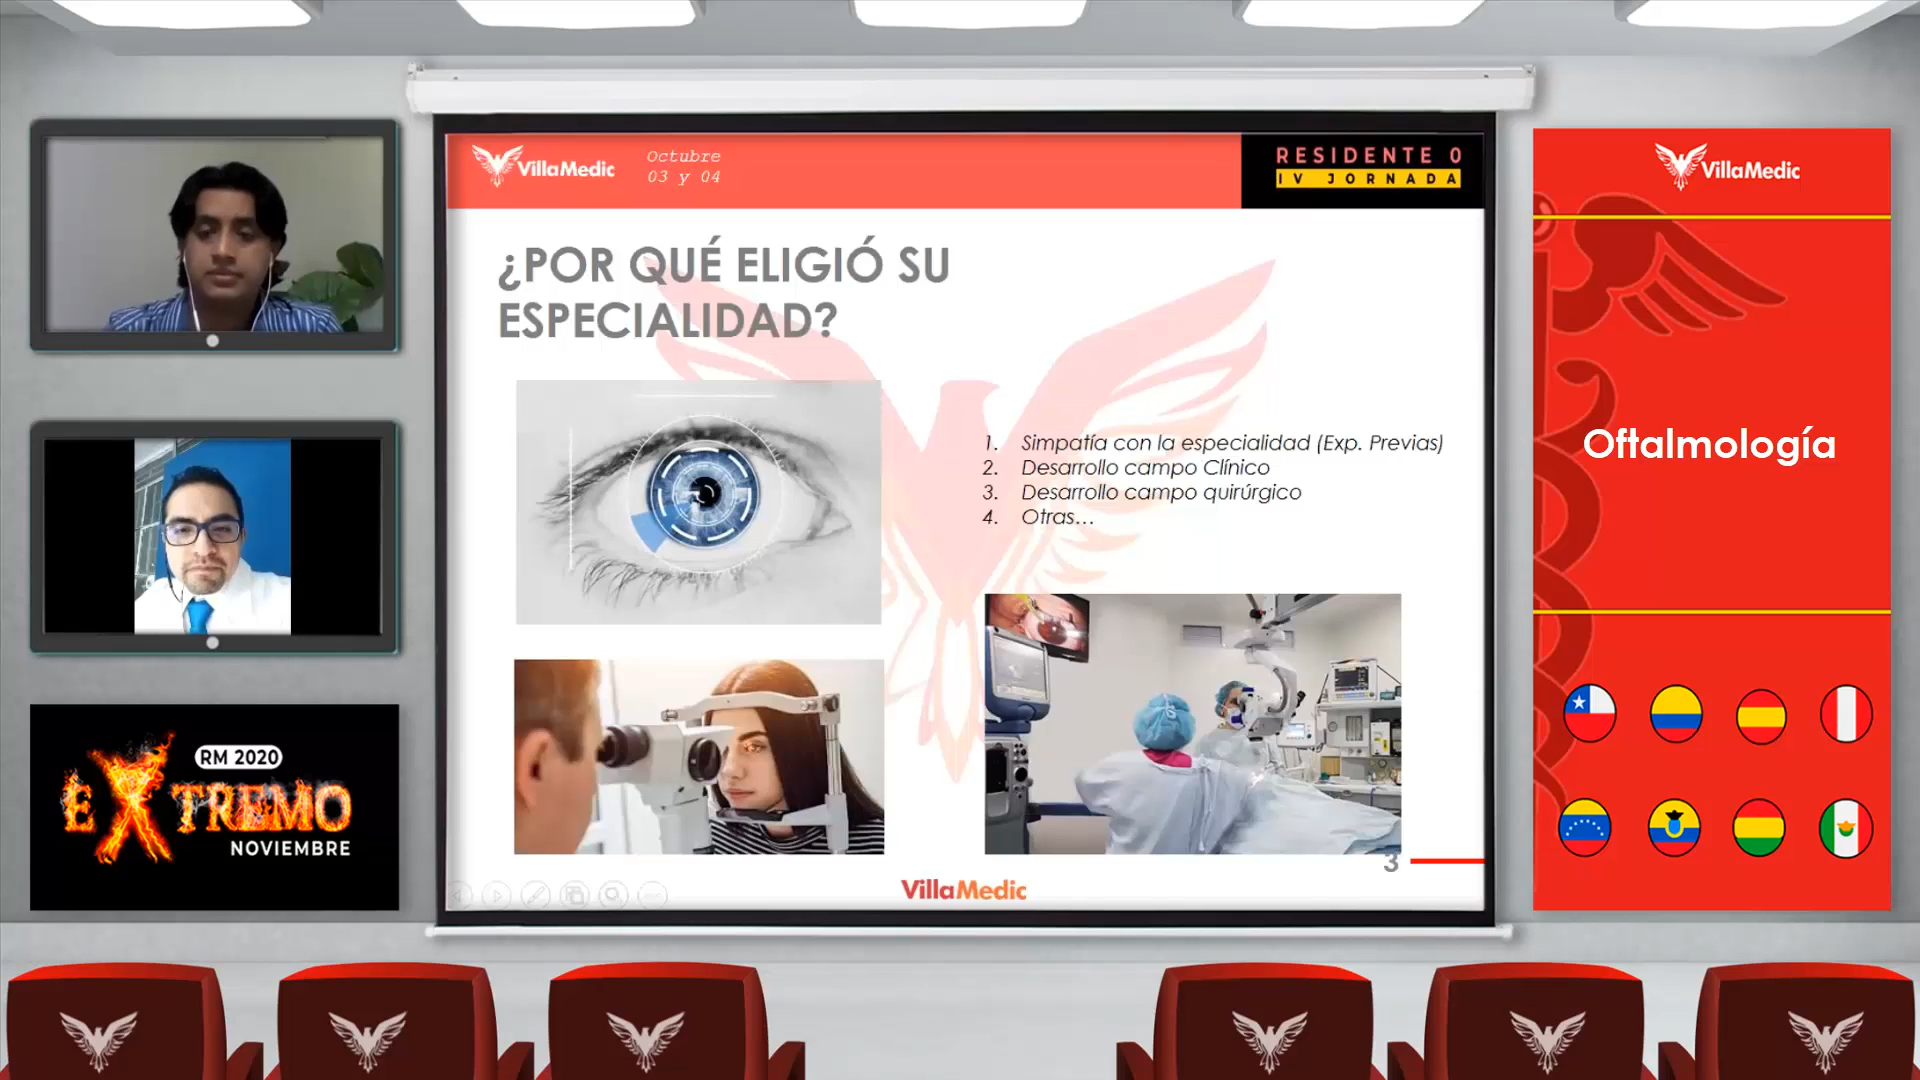 VillaMedic
Octubre
03 y 04
RESIDENTE 0
IV JORNADA
¿POR QUÉ ELIGIÓ SU
ESPECIALIDAD?
1. Simpatía con la especialidad (Exp. Previas)
2. Desarrollo campo Clínico
3. Desarrollo campo quirúrgico
4. Otras...
3
VillaMedic
RM 2020
EXTREMO
NOVIEMBRE
VillaMedic
Oftalmología